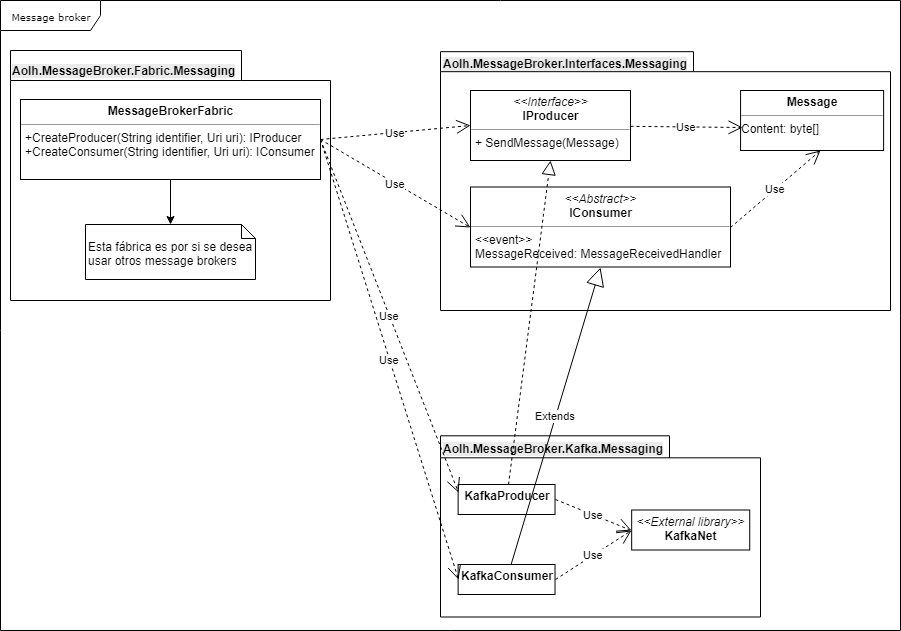 Message broker
Aolh.MessageBroker.Fabric.Messaging
MessageBrokerFabric
+CreateProducer(String identifier, Uri uri): IProducer
+CreateConsumer(String identifier, Uri uri): IConsumer
Esta fábrica es por si se desea
usar otros message brokers
Aolh.MessageBroker.Interfaces.Messaging
<<Interface>>
IProducer
+ SendMessage(Message)
Message
Content: byte[]
<<Abstract>>
IConsumer
<<event>>
MessageReceived: MessageReceivedHandler
Use
Use
Use
Use
Use
Use
Extends
Aolh.MessageBroker.Kafka.Messaging
KafkaProducer
KafkaConsumer
Use
Use
<<External library>>
KafkaNet